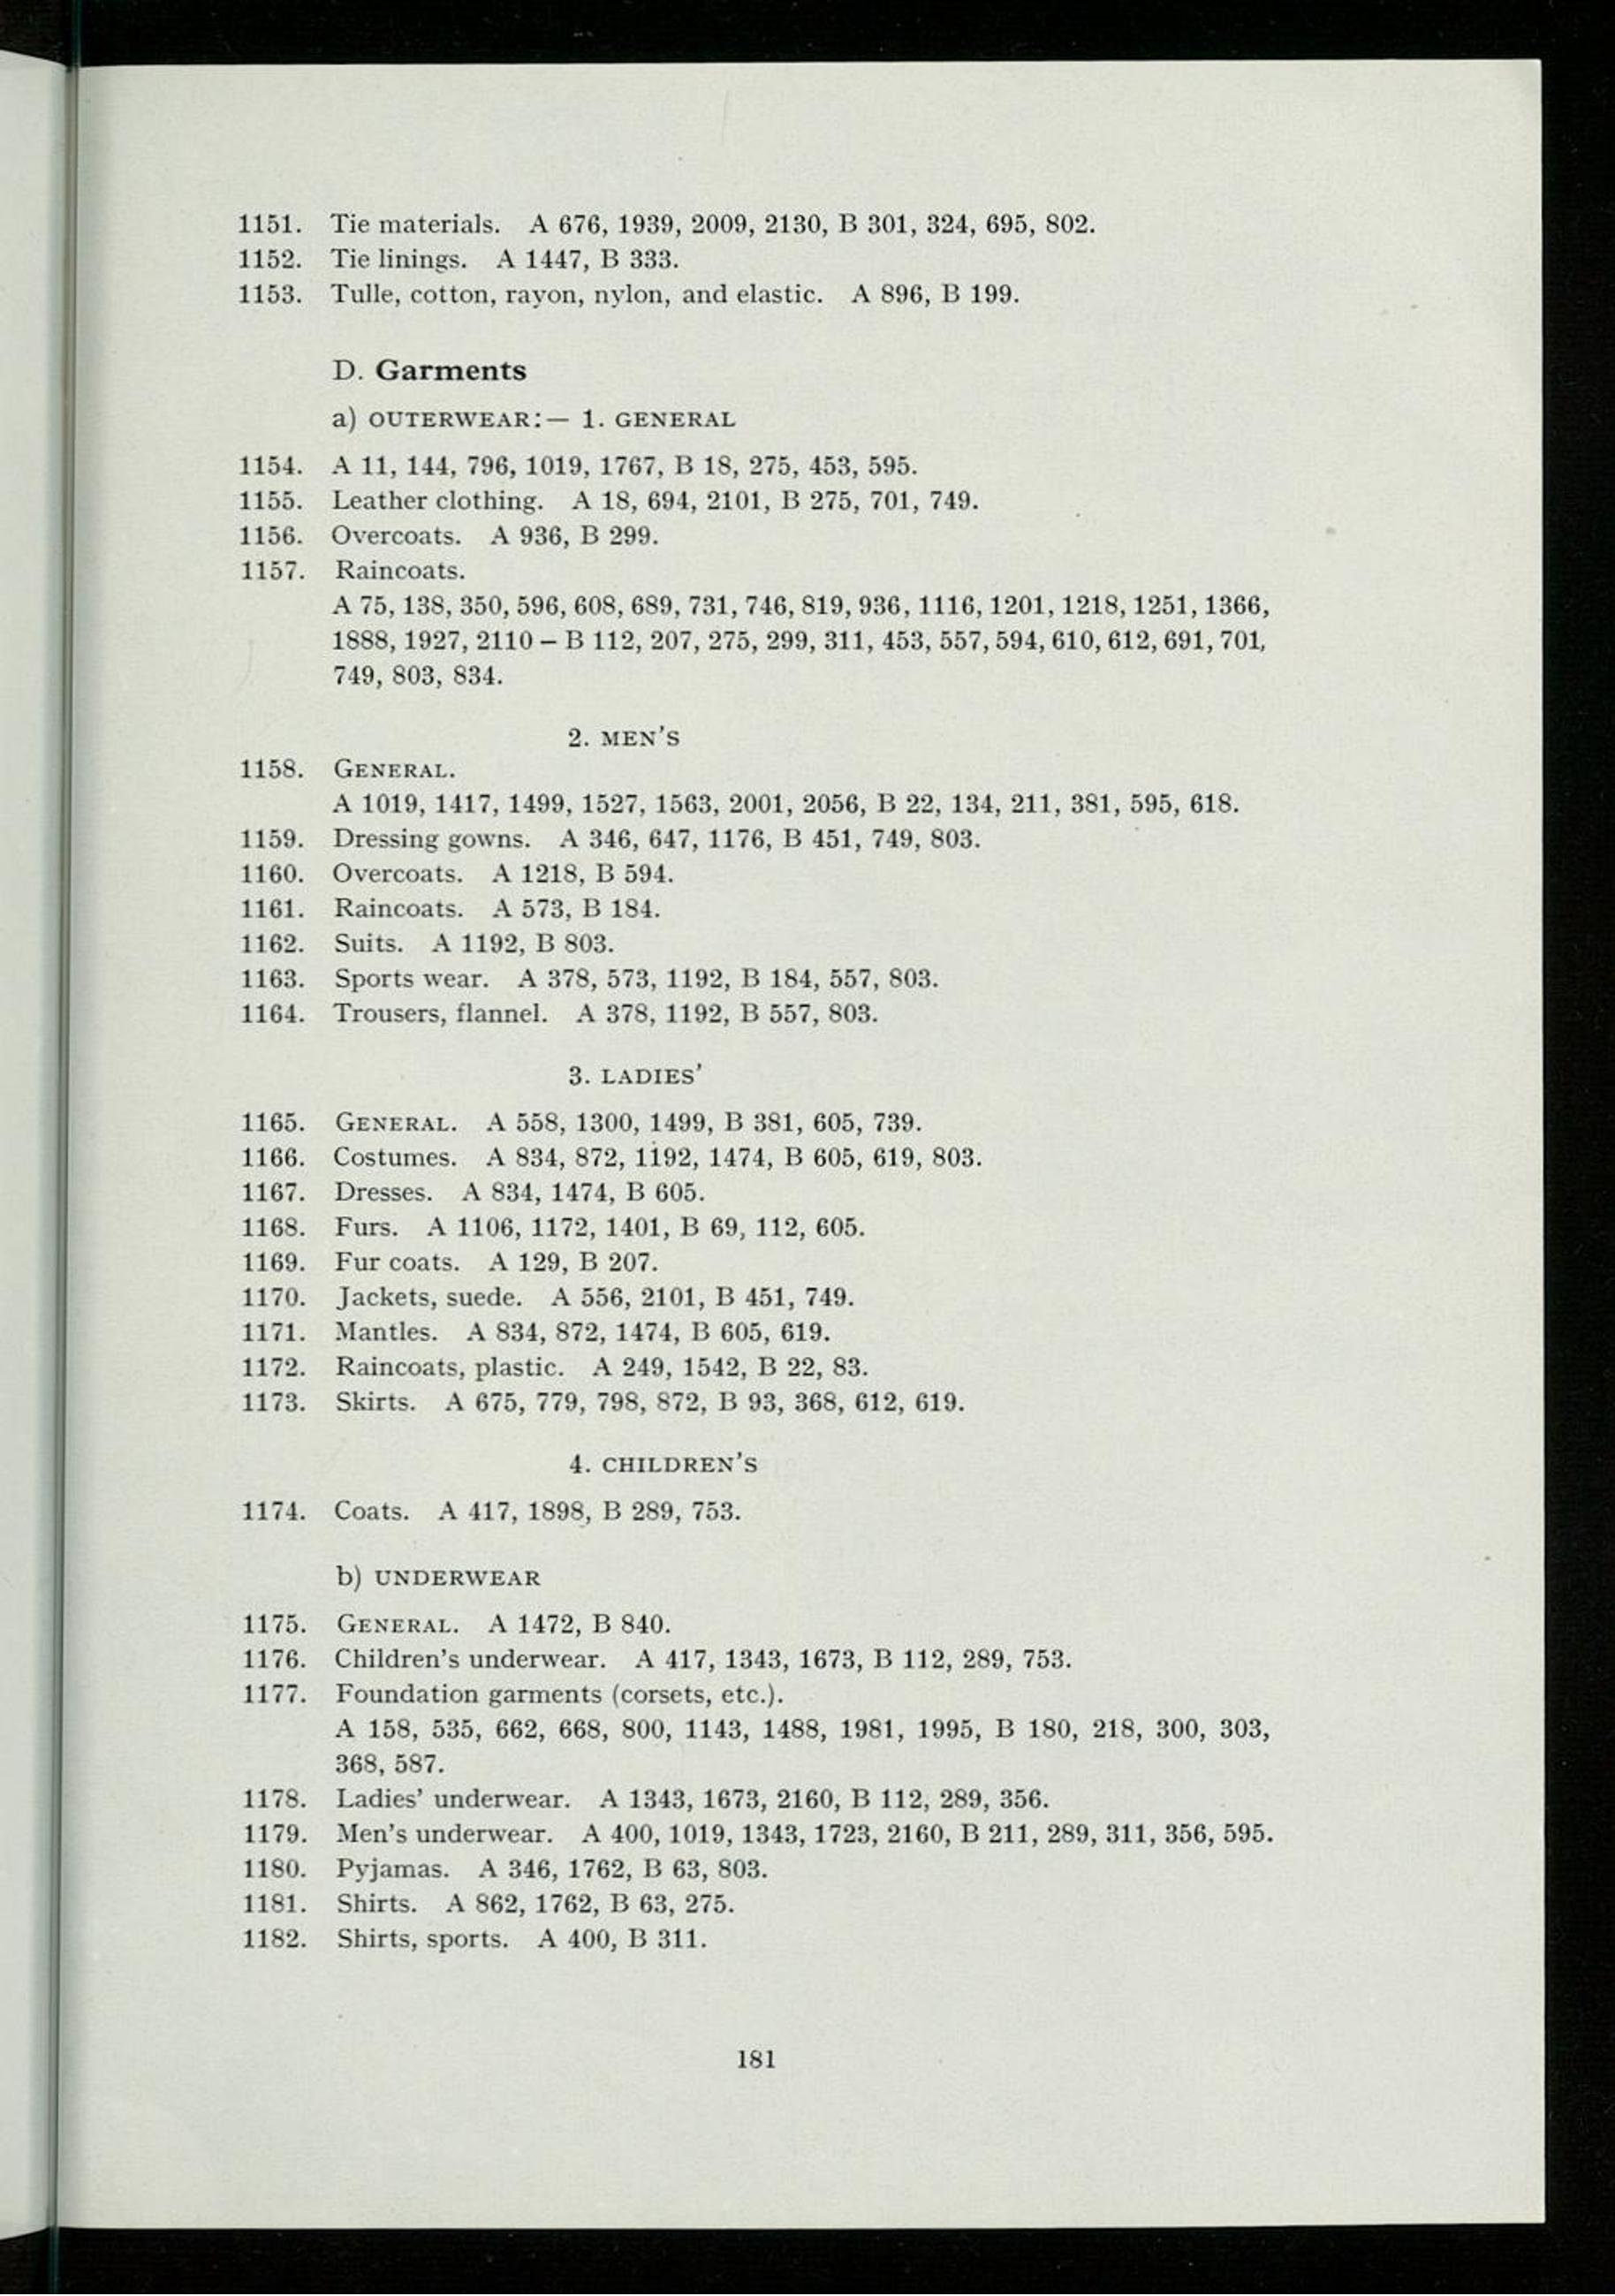 1151. Tie materials. A 676, 1939, 2009, 2130, B 301, 324, 695, 802.
1152. Tie linings. A 1447, B 333.
1153. Tulle, cotton, rayon, nylon, and elastic. A 896, B 199.
D. Garments
a) OUTERWEAR:— 1. GENERAL
1154. A 11, 144, 796, 1019, 1767, B 18, 275, 453, 595.
1155. Leather clothing. A 18, 694, 2101, B 275, 701, 749.
1156. Overcoats. A 936, B 299.
1157. Raincoats.
A 75, 138, 350, 596, 608, 689, 731, 746, 819, 936, 1116, 1201, 1218, 1251, 1366,
1888, 1927, 2110 – B 112, 207, 275, 299, 311, 453, 557, 594, 610, 612, 691, 701,
749, 803, 834.
2. MEN'S
1158. GENERAL.
A 1019, 1417, 1499, 1527, 1563, 2001, 2056, B 22, 134, 211, 381, 595, 618.
1159. Dressing gowns. A 346, 647, 1176, B 451, 749, 803.
1160. Overcoats. A 1218, B 594.
1161. Raincoats. A 573, B 184.
1162. Suits. A 1192, B 803.
1163. Sports wear. A 378, 573, 1192, B 184, 557, 803.
1164. Trousers, flannel. A 378, 1192, B 557, 803.
3. LADIES'
1165. GENERAL. A 558, 1300, 1499, B 381, 605, 739.
1166. Costumes. A 834, 872, 1192, 1474, B 605, 619, 803.
1167. Dresses. A 834, 1474, B 605.
1168. Furs. A 1106, 1172, 1401, B 69, 112, 605.
1169. Fur coats. A 129, B 207.
1170. Jackets, suede. A 556, 2101, B 451, 749.
1171. Mantles. A 834, 872, 1474, B 605, 619.
1172. Raincoats, plastic. A 249, 1542, B 22, 83.
1173. Skirts. A 675, 779, 798, 872, B 93, 368, 612, 619.
4. CHILDREN'S
1174. Coats. A 417, 1898, B 289, 753.
b) UNDERWEAR
1175. GENERAL. A 1472, B 840.
1176. Children's underwear. A 417, 1343, 1673, B 112, 289, 753.
1177. Foundation garments (corsets, etc.).
A 158, 535, 662, 668, 800, 1143, 1488, 1981, 1995, B 180, 218, 300, 303,
368, 587.
1178. Ladies' underwear. A 1343, 1673, 2160, B 112, 289, 356.
1179. Men's underwear. A 400, 1019, 1343, 1723, 2160, B 211, 289, 311, 356, 595.
1180. Pyjamas. A 346, 1762, B 63, 803.
1181. Shirts. A 862, 1762, B 63, 275.
1182. Shirts, sports. A 400, B 311.
181